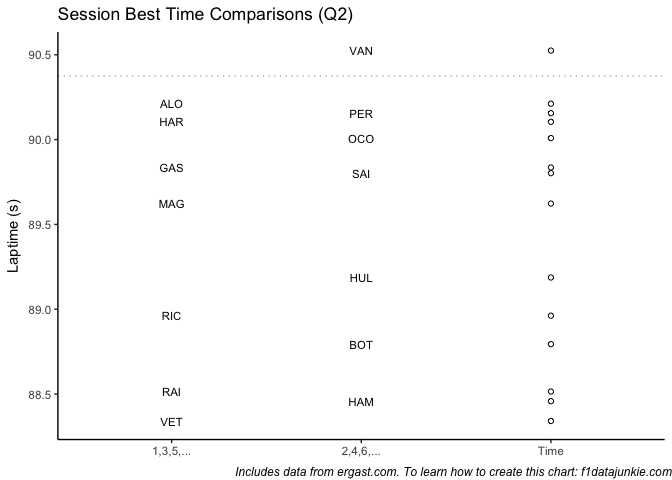 Session Best Time Comparisons (Q2)
90.5
VAN
ALO
PER
HAR
90.0
OCO
GAS
SAI
MAG
89.5
Laptime (s)
HUL
89.0
RIC
BOT
88.5
RAI
HAM
VET
1,3,5,...
2,4,6,...
Time
Includes data from ergast.com. To learn how to create this chart: f1datajunkie.com